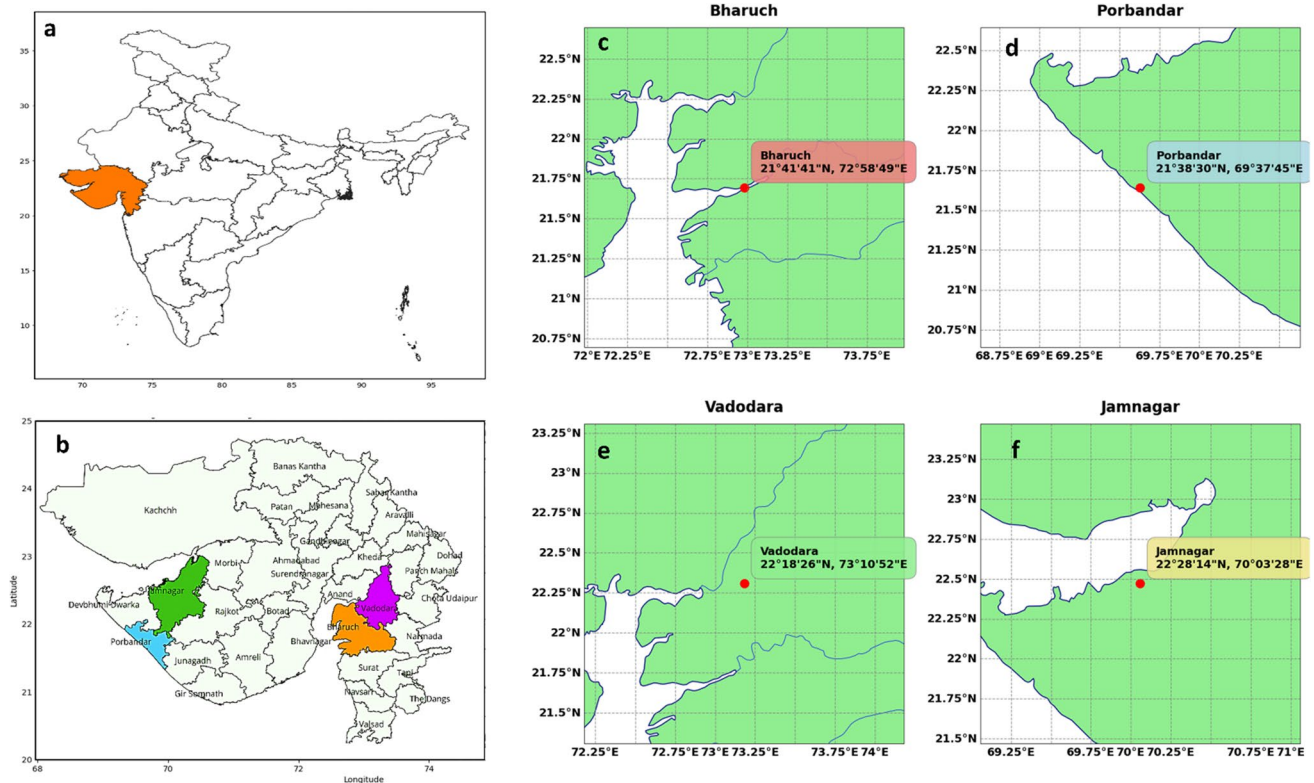 a
35
30
25
20
15
10
70 75 80 85 90 95
b
25
24
23
22
21
20
68 70 72 74
Latitude
Longitude
Banas Kantha
Kachchh
Patan
Mahesana
Sabar Kantha
Aravalli
Gandhinagar
Mahisagar
Morbi
Ahmadabad
Kheda
Dohad
Surendranagar
Panch Mahals
Jamnagar
Anand
Chota Udaipur
Devbhumi Dwarka
Rajkot
Botad
Vadodara
Bharuch
Porbandar
Bhavnagar
Narmada
Junagadh
Amreli
Surat
Tapi
Gir Somnath
Navsari
The Dangs
Valsad
Bharuch
c
22.5°N
22.25°N
22°N
21.75°N
21.5°N
21.25°N
21°N
20.75°N
72°E 72.25°E 72.75°E 73°E 73.25°E 73.75°E
Bharuch
21°41'41"N, 72°58'49"E
Porbandar
d
22.5°N
22.25°N
22°N
21.75°N
21.5°N
21.25°N
21°N
20.75°N
68.75°E 69°E 69.25°E 69.75°E 70°E 70.25°E
Porbandar
21°38'30"N, 69°37'45"E
Vadodara
e
23.25°N
23°N
22.75°N
22.5°N
22.25°N
22°N
21.75°N
21.5°N
72.25°E 72.75°E 73°E 73.25°E 73.75°E 74°E
Vadodara
22°18'26"N, 73°10'52"E
Jamnagar
f
23.25°N
23°N
22.75°N
22.5°N
22.25°N
22°N
21.75°N
21.5°N
69.25°E 69.75°E 70°E 70.25°E 70.75°E 71°E
Jamnagar
22°28'14"N, 70°03'28"E